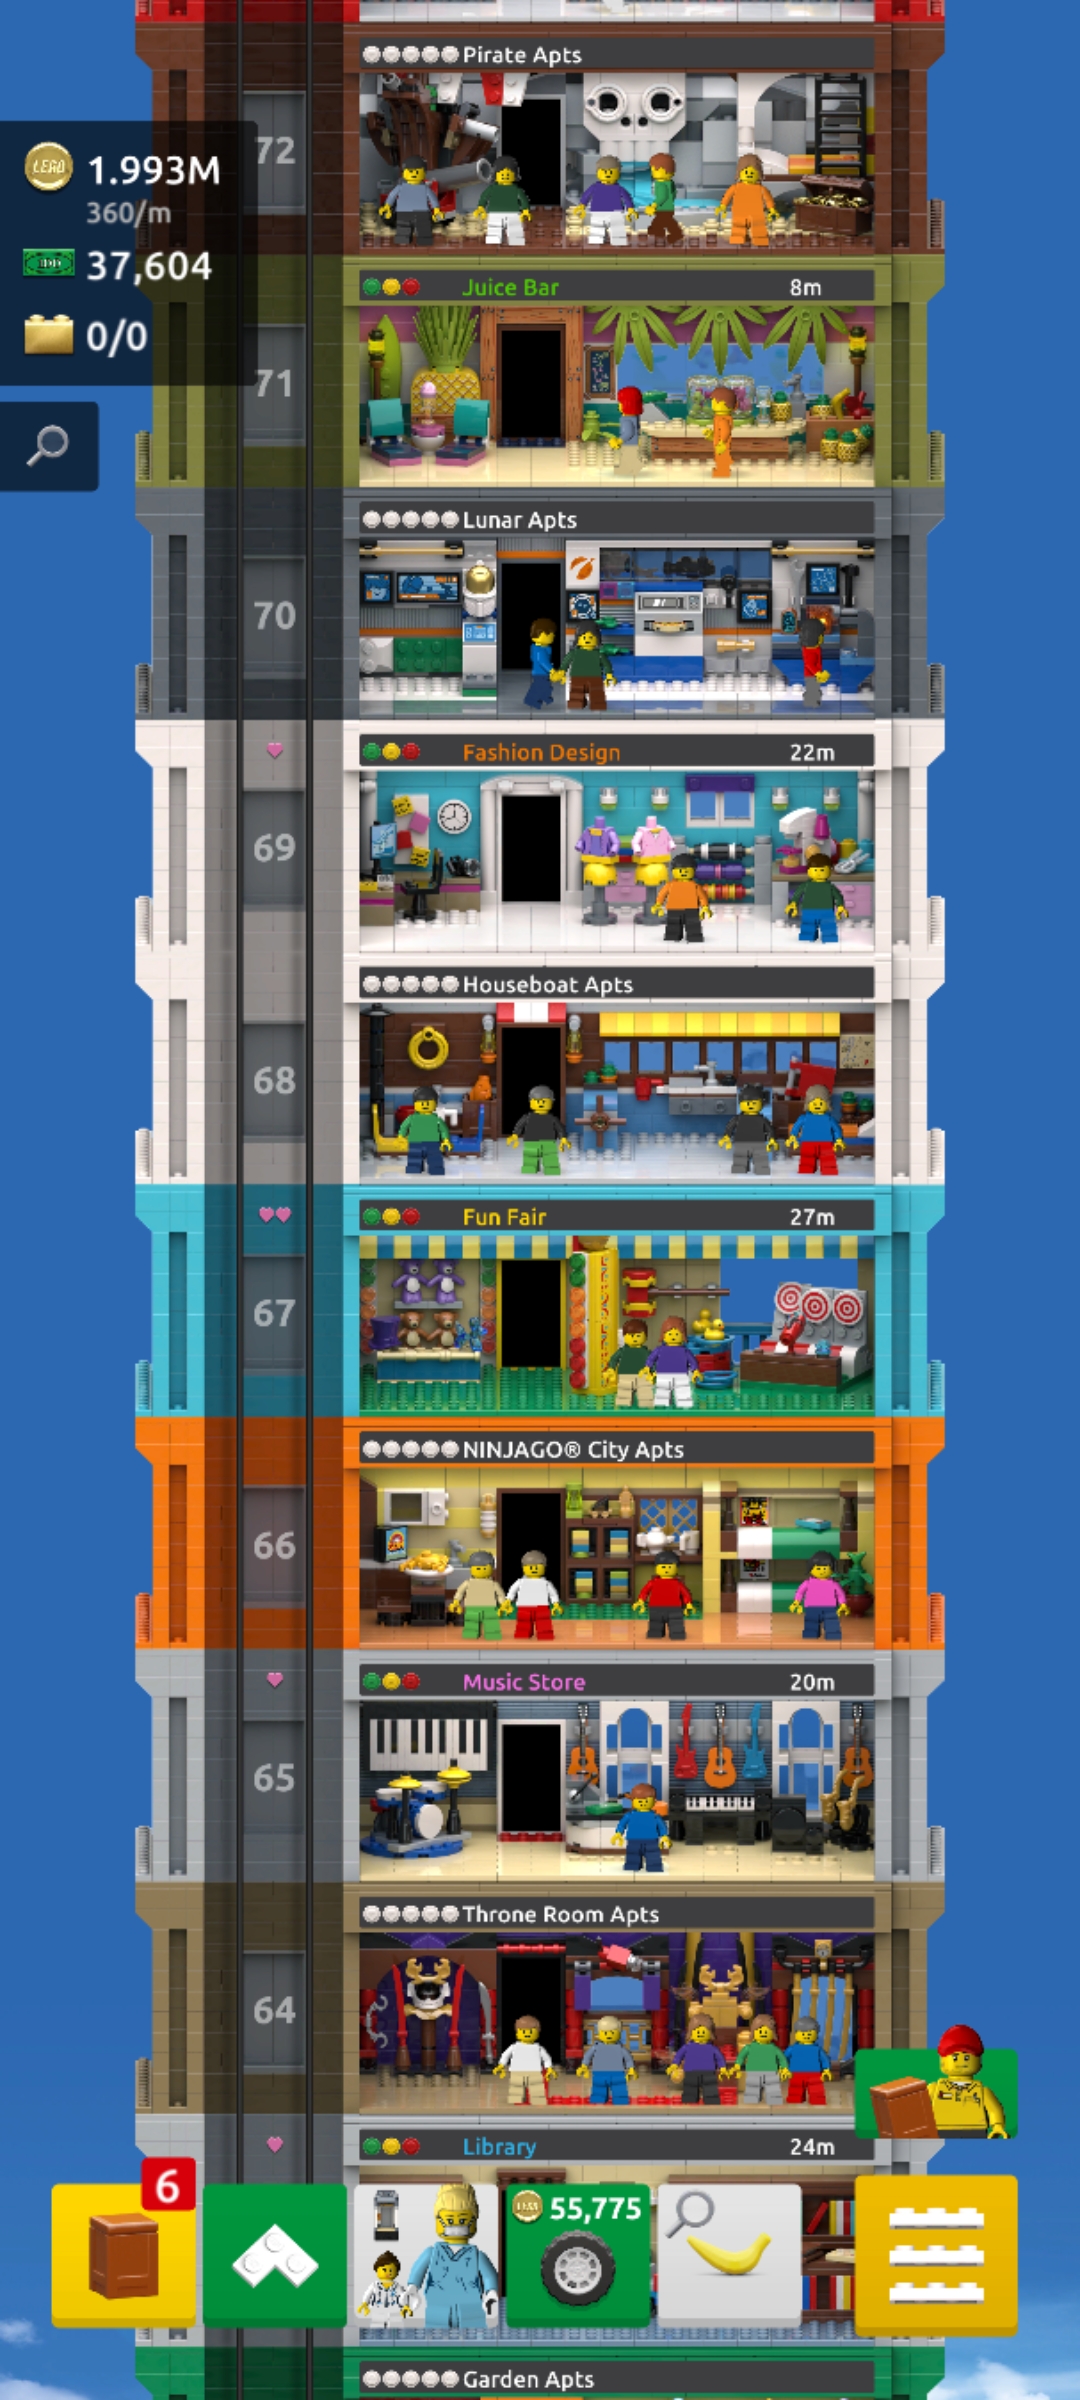 Pirate Apts
72
LEGO 1.993M
360/m
37,604
0/0
Juice Bar 8m
71
Lunar Apts
70
Fashion Design 22m
69
Houseboat Apts
68
Fun Fair 27m
67
NINJAGO® City Apts
66
Music Store 20m
65
Throne Room Apts
64
Library 24m
6
55,775
Garden Apts